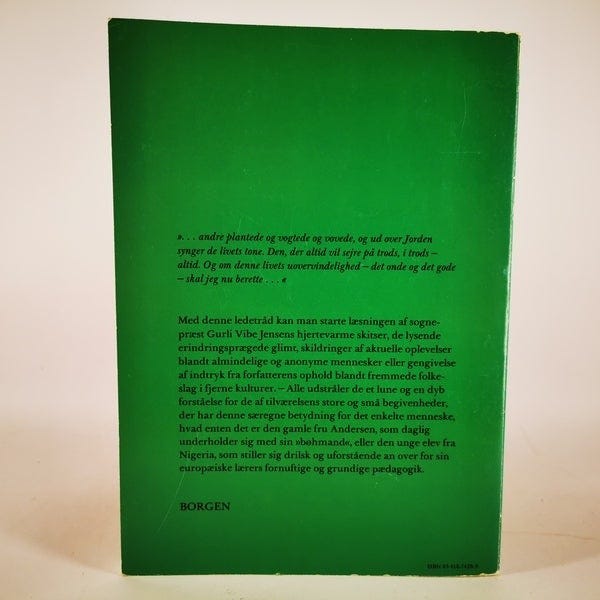 ». . . andre plantede og vogtede og vovede, og ud over Jorden
synger de livets tone. Den, der altid vil sejre på trods, i trods –
altid. Og om denne livets uovervindelighed – det onde og det gode
– skal jeg nu berette . . . «
Med denne ledetråd kan man starte læsningen af sogne-
præst Gurli Vibe Jensens hjertevarme skitser, de lysende
erindringsprægede glimt, skildringer af aktuelle oplevelser
blandt almindelige og anonyme mennesker eller gengivelse
af indtryk fra forfatterens ophold blandt fremmede folke-
slag i fjerne kulturer. – Alle udstråler de et lune og en dyb
forståelse for de af tilværelsens store og små begivenheder,
der har denne særegne betydning for det enkelte menneske,
hvad enten det er den gamle fru Andersen, som daglig
underholder sig med sin »bøhmand«, eller den unge elev fra
Nigeria, som stiller sig drilsk og uforstående an over for sin
europæiske lærers fornuftige og grundige pædagogik.
BORGEN
ISBN